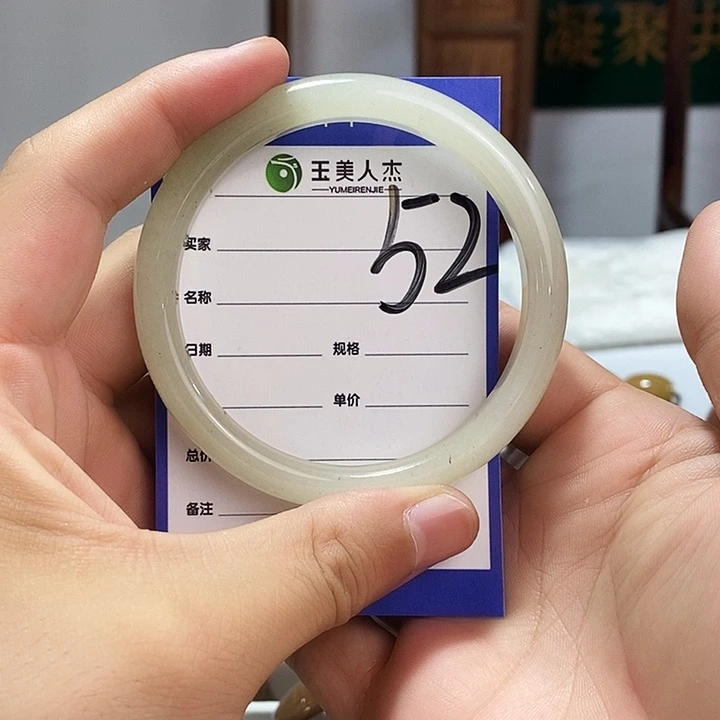 凝聚共
玉美人杰
YUMEIRENJIE
52
买家
名称
日期 规格
单价
总价
备注